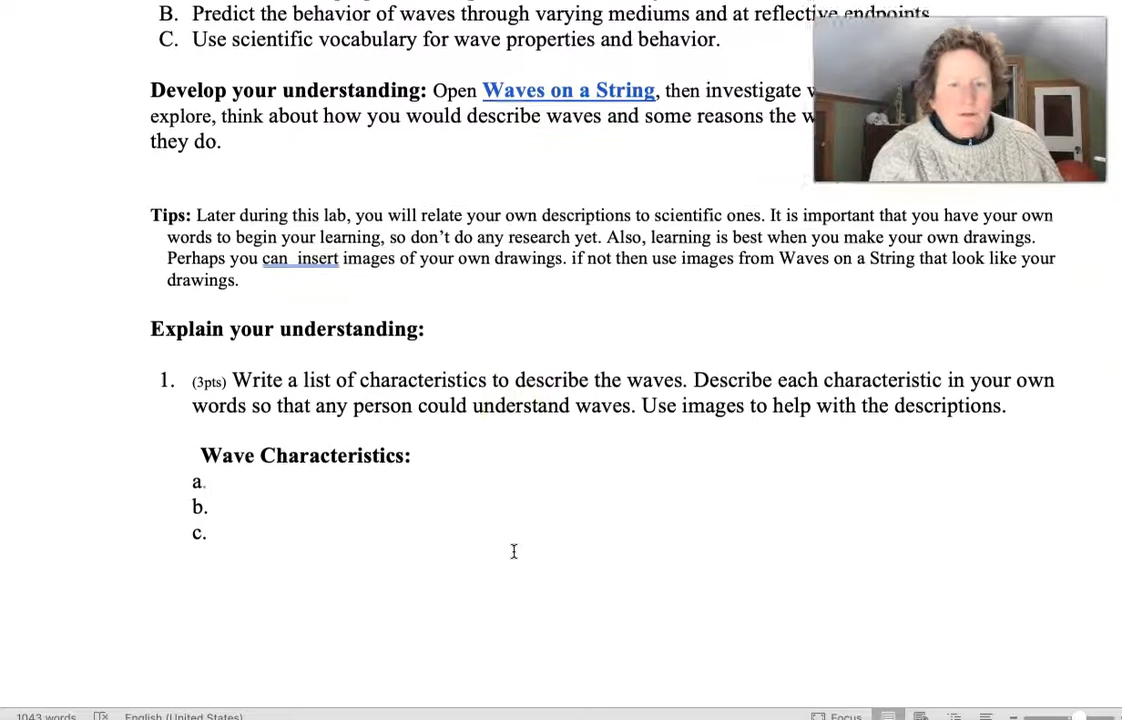 B. Predict the behavior of waves through varying mediums and at reflective endpoints
C. Use scientific vocabulary for wave properties and behavior.
Develop your understanding: Open Waves on a String, then investigate
explore, think about how you would describe waves and some reasons the
they do.
Tips: Later during this lab, you will relate your own descriptions to scientific ones. It is important that you have your own
words to begin your learning, so don't do any research yet. Also, learning is best when you make your own drawings.
Perhaps you can insert images of your own drawings. if not then use images from Waves on a String that look like your
drawings.
Explain your understanding:
1. (3pts) Write a list of characteristics to describe the waves. Describe each characteristic in your own
words so that any person could understand waves. Use images to help with the descriptions.
Wave Characteristics:
a.
b.
c.
1043 words English (United States) Focus